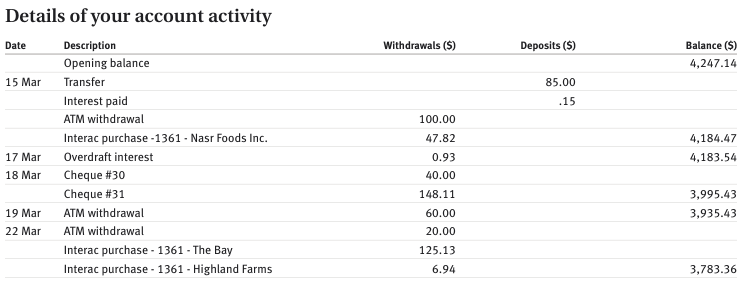 Details of your account activity
Date Description Withdrawals ($) Deposits ($) Balance ($)
Opening balance 4,247.14
15 Mar Transfer 85.00
Interest paid .15
ATM withdrawal 100.00
Interac purchase -1361 - Nasr Foods Inc. 47.82 4,184.47
17 Mar Overdraft interest 0.93 4,183.54
18 Mar Cheque #30 40.00
Cheque #31 148.11 3,995.43
19 Mar ATM withdrawal 60.00 3,935.43
22 Mar ATM withdrawal 20.00
Interac purchase - 1361 - The Bay 125.13
Interac purchase - 1361 - Highland Farms 6.94 3,783.36